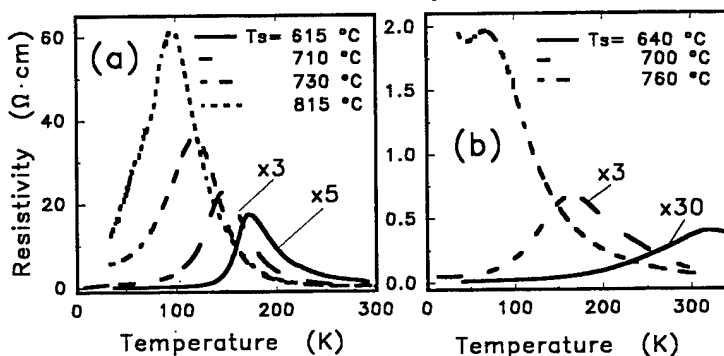 (a)
Ts= 615 °C
710 °C
730 °C
815 °C
x3
x5
60
40
20
0
Resistivity (Ω·cm)
0 100 200 300
Temperature (K)
(b)
Ts= 640 °C
700 °C
760 °C
x3
x30
2.0
1.5
1.0
0.5
0.0
0 100 200 300
Temperature (K)